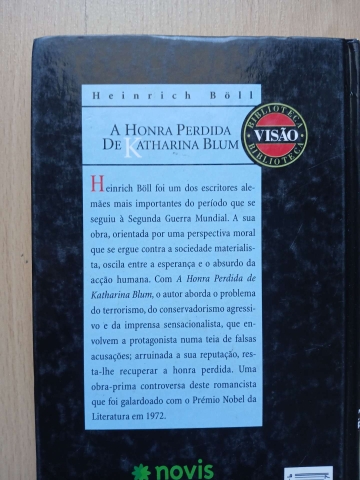 Heinrich Böll
A HONRA PERDIDA
DE KATHARINA BLUM
BIBLIOTECA
VISÃO
BIBLIOTECA
Heinrich Böll foi um dos escritores ale-
mães mais importantes do período que se
seguiu à Segunda Guerra Mundial. A sua
obra, orientada por uma perspectiva moral
que se ergue contra a sociedade materialis-
ta, oscila entre a esperança e o absurdo da
acção humana. Com A Honra Perdida de
Katharina Blum, o autor aborda o problema
do terrorismo, do conservadorismo agressi-
vo e da imprensa sensacionalista, que en-
volvem a protagonista numa teia de falsas
acusações; arruinada a sua reputação, res-
ta-lhe recuperar a honra perdida. Uma
obra-prima controversa deste romancista
que foi galardoado com o Prémio Nobel da
Literatura em 1972.
novis